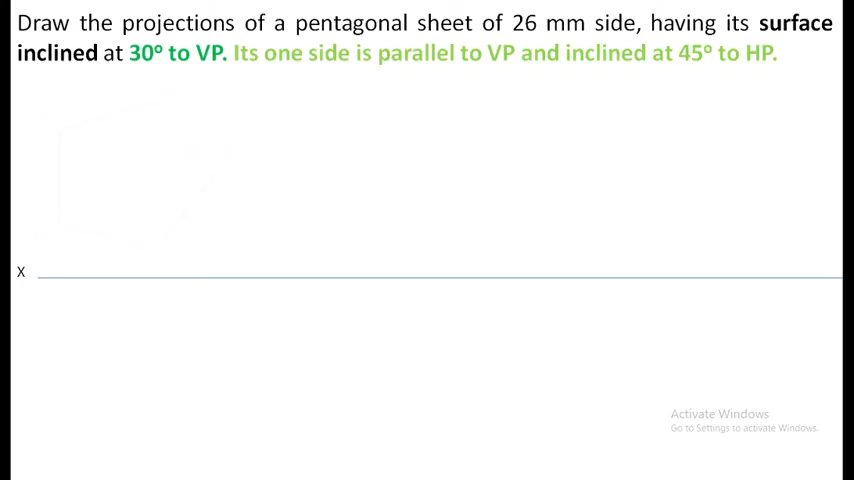 Draw the projections of a pentagonal sheet of 26 mm side, having its surface
inclined at 30° to VP. Its one side is parallel to VP and inclined at 45° to HP.
X
Activate Windows
Go to Settings to activate Windows.